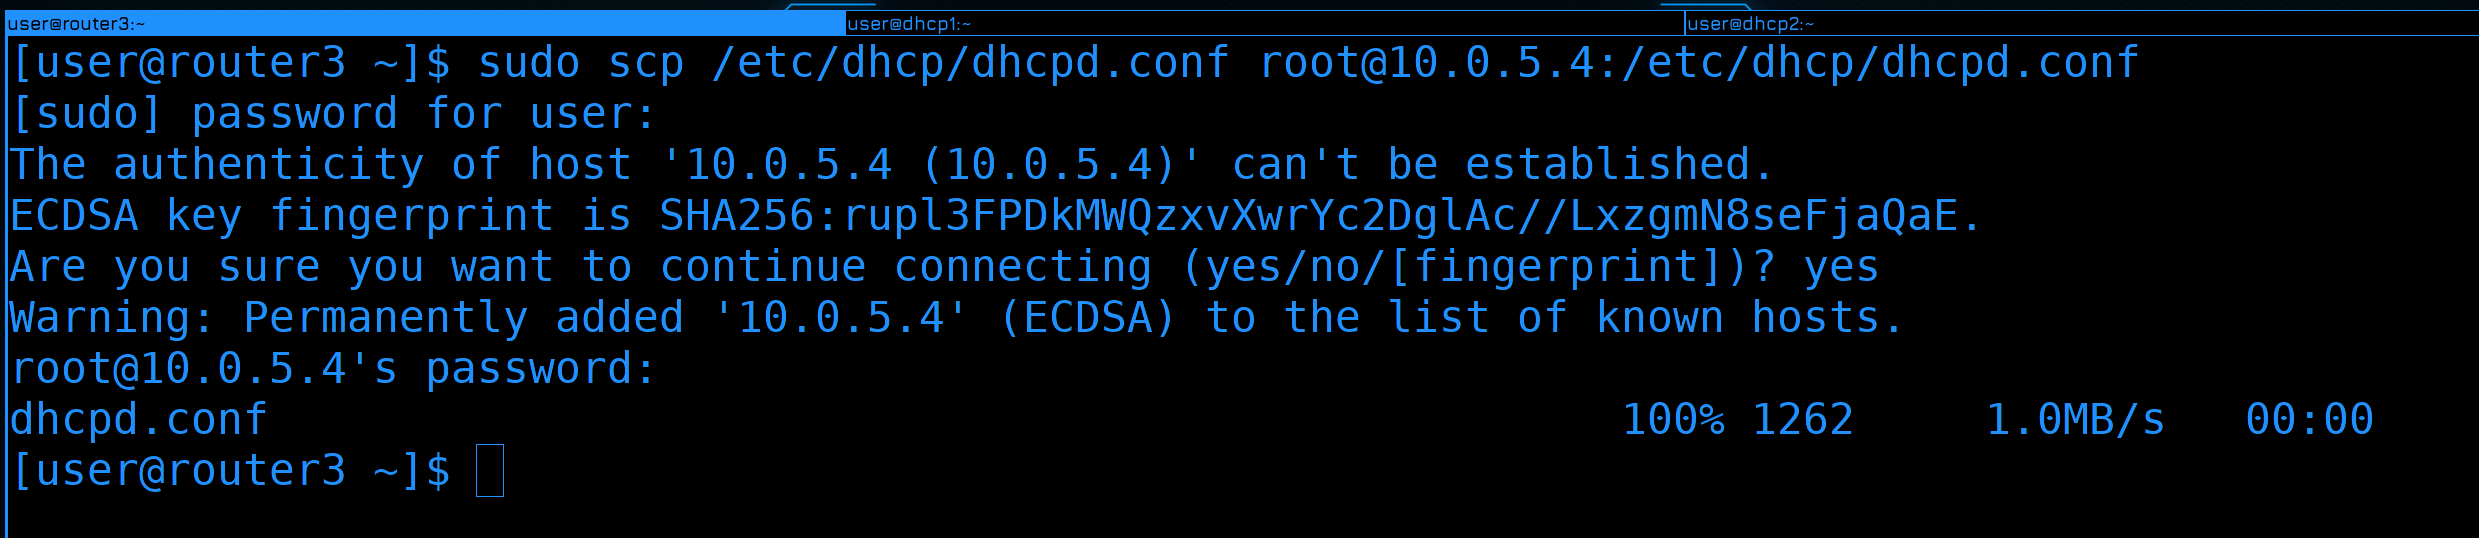 user@router3:~
user@dhcp1:~
user@dhcp2:~
[user@router3 ~]$ sudo scp /etc/dhcp/dhcpd.conf root@10.0.5.4:/etc/dhcp/dhcpd.conf
[sudo] password for user:
The authenticity of host '10.0.5.4 (10.0.5.4)' can't be established.
ECDSA key fingerprint is SHA256:rupl3FPDkMWQzxvXwrYc2DglAc//LxzgmN8seFjaQaE.
Are you sure you want to continue connecting (yes/no/[fingerprint])? yes
Warning: Permanently added '10.0.5.4' (ECDSA) to the list of known hosts.
root@10.0.5.4's password:
dhcpd.conf 100% 1262 1.0MB/s 00:00
[user@router3 ~]$